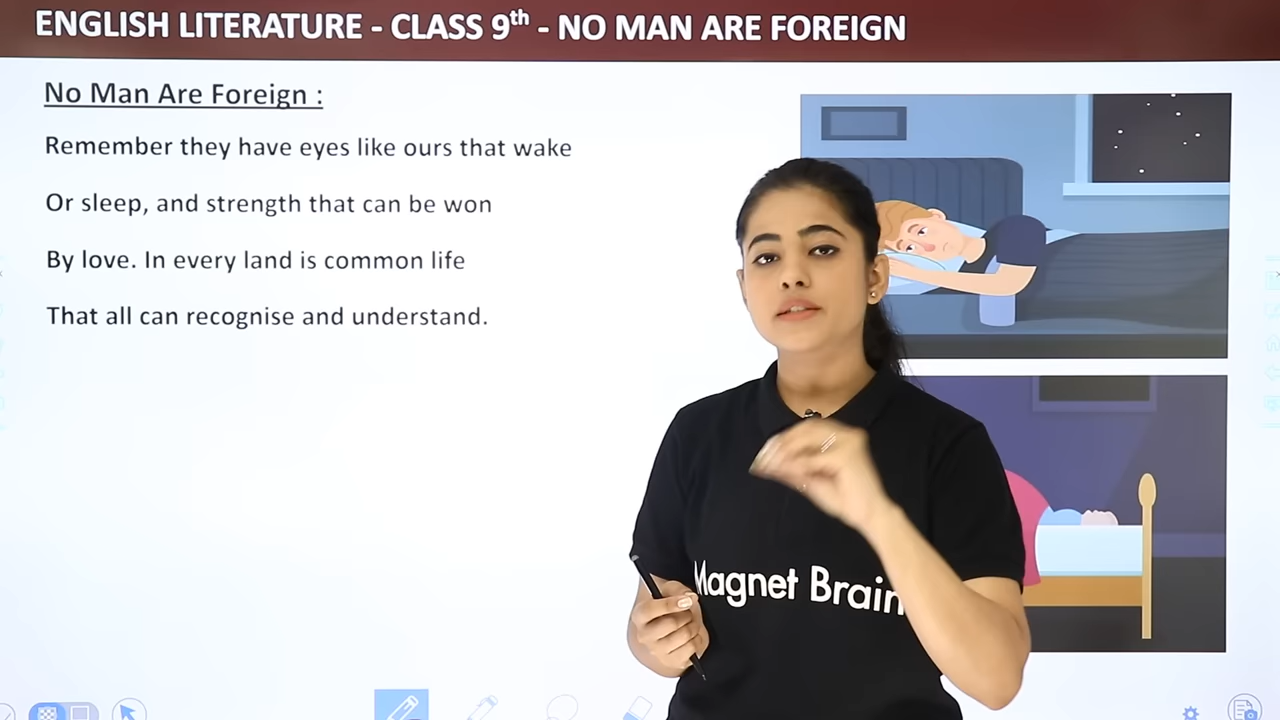 ENGLISH LITERATURE - CLASS 9th - NO MAN ARE FOREIGN
No Man Are Foreign :
Remember they have eyes like ours that wake
Or sleep, and strength that can be won
By love. In every land is common life
That all can recognise and understand.
Magnet Brain